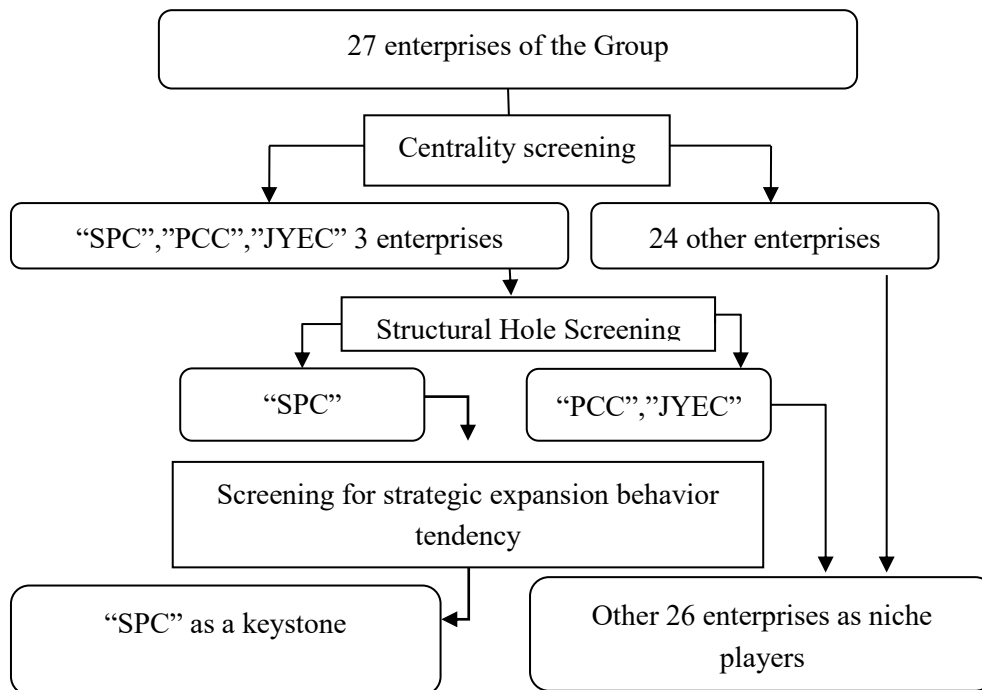 27 enterprises of the Group
Centrality screening
“SPC”,”PCC”,”JYEC” 3 enterprises
24 other enterprises
Structural Hole Screening
“SPC”
“PCC”,”JYEC”
Screening for strategic expansion behavior
tendency
“SPC” as a keystone
Other 26 enterprises as niche
players